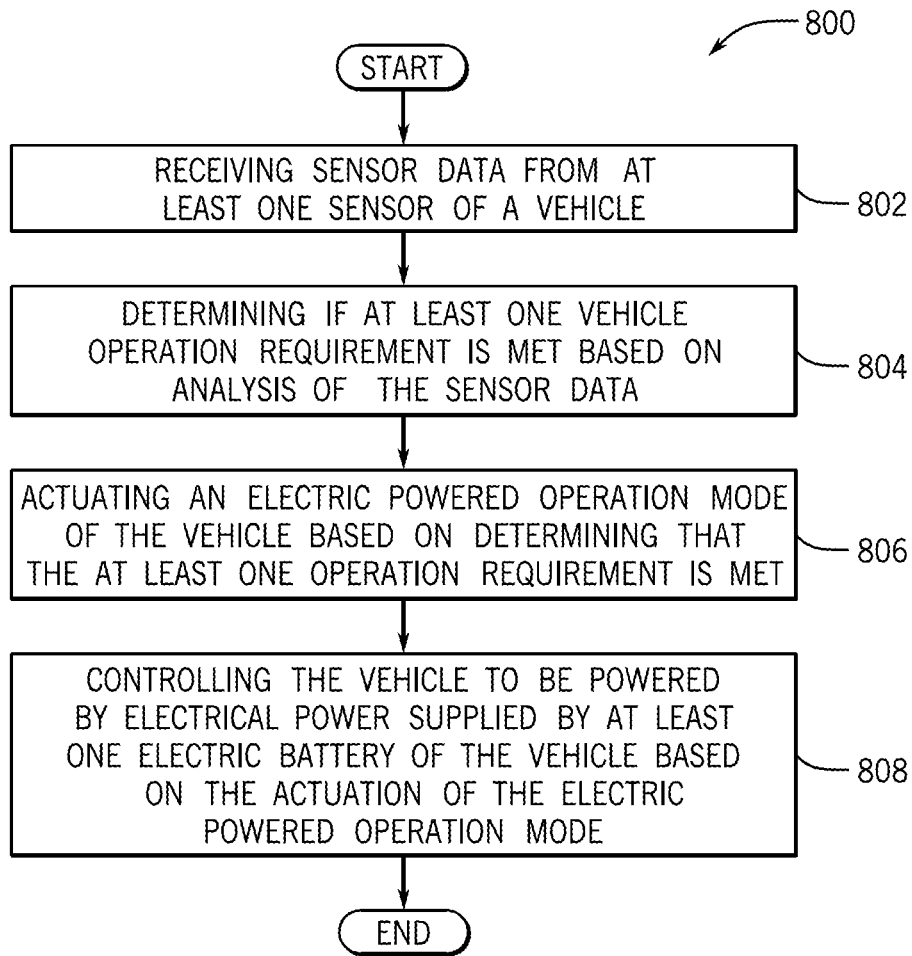 800
START
RECEIVING SENSOR DATA FROM AT
LEAST ONE SENSOR OF A VEHICLE
802
DETERMINING IF AT LEAST ONE VEHICLE
OPERATION REQUIREMENT IS MET BASED ON
ANALYSIS OF THE SENSOR DATA
804
ACTUATING AN ELECTRIC POWERED OPERATION MODE
OF THE VEHICLE BASED ON DETERMINING THAT
THE AT LEAST ONE OPERATION REQUIREMENT IS MET
806
CONTROLLING THE VEHICLE TO BE POWERED
BY ELECTRICAL POWER SUPPLIED BY AT LEAST
ONE ELECTRIC BATTERY OF THE VEHICLE BASED
ON THE ACTUATION OF THE ELECTRIC
POWERED OPERATION MODE
808
END